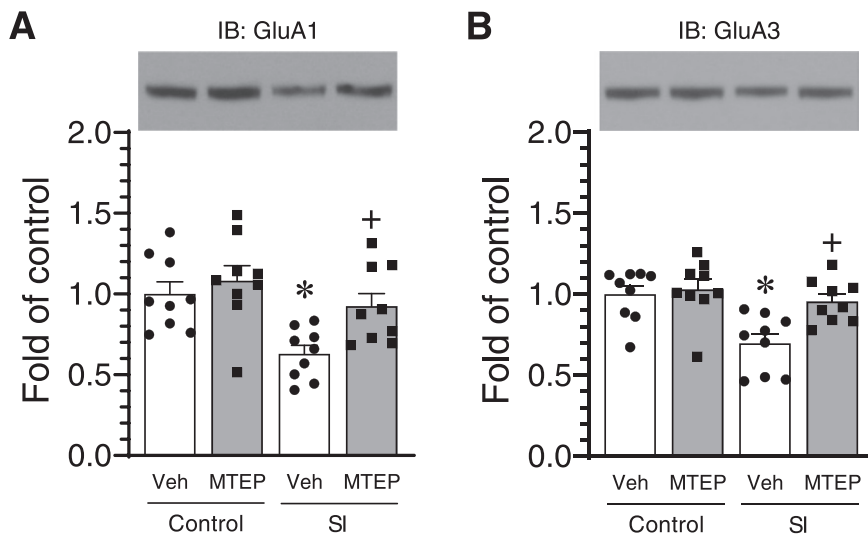 A
IB: GluA1
2.0
1.5
1.0
0.5
0.0
Fold of control
*
+
Veh MTEP Veh MTEP
Control SI
B
IB: GluA3
2.0
1.5
1.0
0.5
0.0
Fold of control
*
+
Veh MTEP Veh MTEP
Control SI